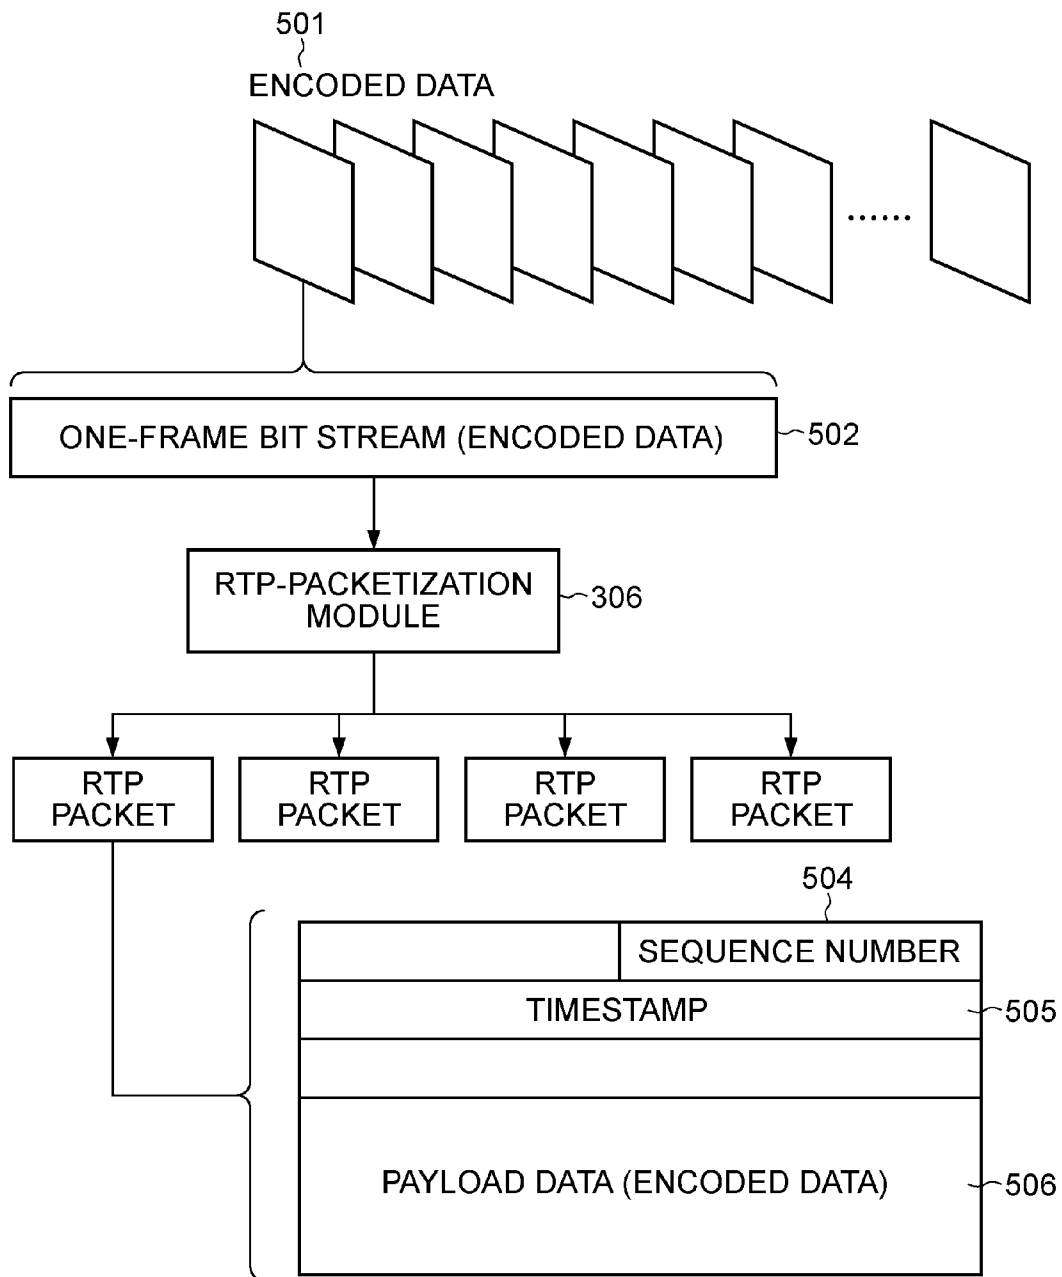 501
ENCODED DATA
......
ONE-FRAME BIT STREAM (ENCODED DATA)
502
RTP-PACKETIZATION
MODULE
306
RTP
PACKET
RTP
PACKET
RTP
PACKET
RTP
PACKET
504
SEQUENCE NUMBER
TIMESTAMP
505
PAYLOAD DATA (ENCODED DATA)
506